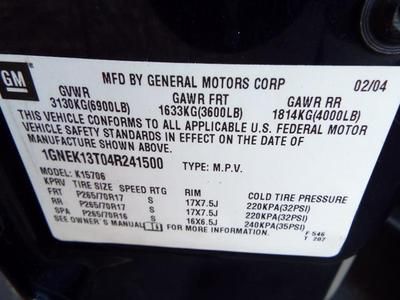 GM
MFD BY GENERAL MOTORS CORP 02/04
GVWR GAWR FRT GAWR RR
3130KG(6900LB) 1633KG(3600LB) 1814KG(4000LB)
THIS VEHICLE CONFORMS TO ALL APPLICABLE U.S. FEDERAL MOTOR
VEHICLE SAFETY STANDARDS IN EFFECT ON THE DATE OF
MANUFACTURE SHOWN ABOVE.
1GNEK13T04R241500 TYPE: M.P.V.
MODEL: K15706
KPRV TIRE SIZE SPEED RTG RIM COLD TIRE PRESSURE
FRT P265/70R17 S 17X7.5J 220KPA(32PSI)
RR P265/70R17 S 17X7.5J 220KPA(32PSI)
SPA P265/70R16 S 16X6.5J 240KPA(35PSI)
SEE OWNER'S MANUAL FOR MORE INFORMATION. F 546
T 207